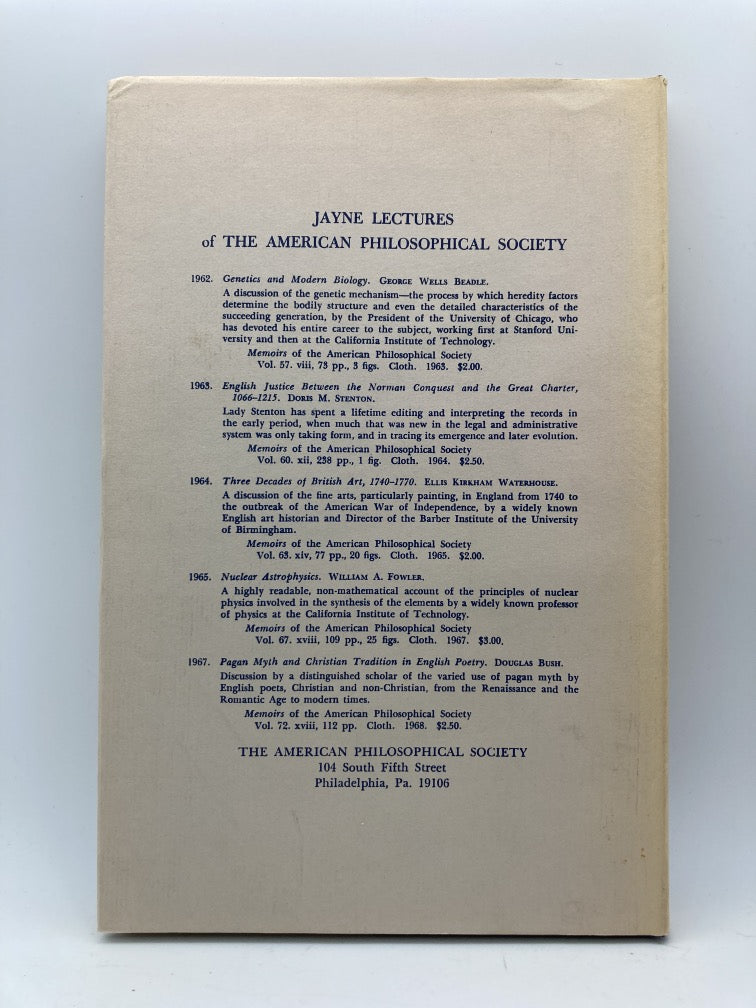 JAYNE LECTURES
of THE AMERICAN PHILOSOPHICAL SOCIETY
1962. Genetics and Modern Biology. GEORGE WELLS BEADLE.
A discussion of the genetic mechanism—the process by which heredity factors
determine the bodily structure and even the detailed characteristics of the
succeeding generation, by the President of the University of Chicago, who
has devoted his entire career to the subject, working first at Stanford Uni-
versity and then at the California Institute of Technology.
Memoirs of the American Philosophical Society
Vol. 57. viii, 73 pp., 3 figs. Cloth. 1963. $2.00.
1963. English Justice Between the Norman Conquest and the Great Charter,
1066–1215. DORIS M. STENTON.
Lady Stenton has spent a lifetime editing and interpreting the records in
the early period, when much that was new in the legal and administrative
system was only taking form, and in tracing its emergence and later evolution.
Memoirs of the American Philosophical Society
Vol. 60. xii, 238 pp., 1 fig. Cloth. 1964. $2.50.
1964. Three Decades of British Art, 1740–1770. ELLIS KIRKHAM WATERHOUSE.
A discussion of the fine arts, particularly painting, in England from 1740 to
the outbreak of the American War of Independence, by a widely known
English art historian and Director of the Barber Institute of the University
of Birmingham.
Memoirs of the American Philosophical Society
Vol. 63. xiv, 77 pp., 20 figs. Cloth. 1965. $2.00.
1965. Nuclear Astrophysics. WILLIAM A. FOWLER.
A highly readable, non-mathematical account of the principles of nuclear
physics involved in the synthesis of the elements by a widely known professor
of physics at the California Institute of Technology.
Memoirs of the American Philosophical Society
Vol. 67. xviii, 109 pp., 25 figs. Cloth. 1967. $3.00.
1967. Pagan Myth and Christian Tradition in English Poetry. DOUGLAS BUSH.
Discussion by a distinguished scholar of the varied use of pagan myth by
English poets, Christian and non-Christian, from the Renaissance and the
Romantic Age to modern times.
Memoirs of the American Philosophical Society
Vol. 72. xviii, 112 pp. Cloth. 1968. $2.50.
THE AMERICAN PHILOSOPHICAL SOCIETY
104 South Fifth Street
Philadelphia, Pa. 19106